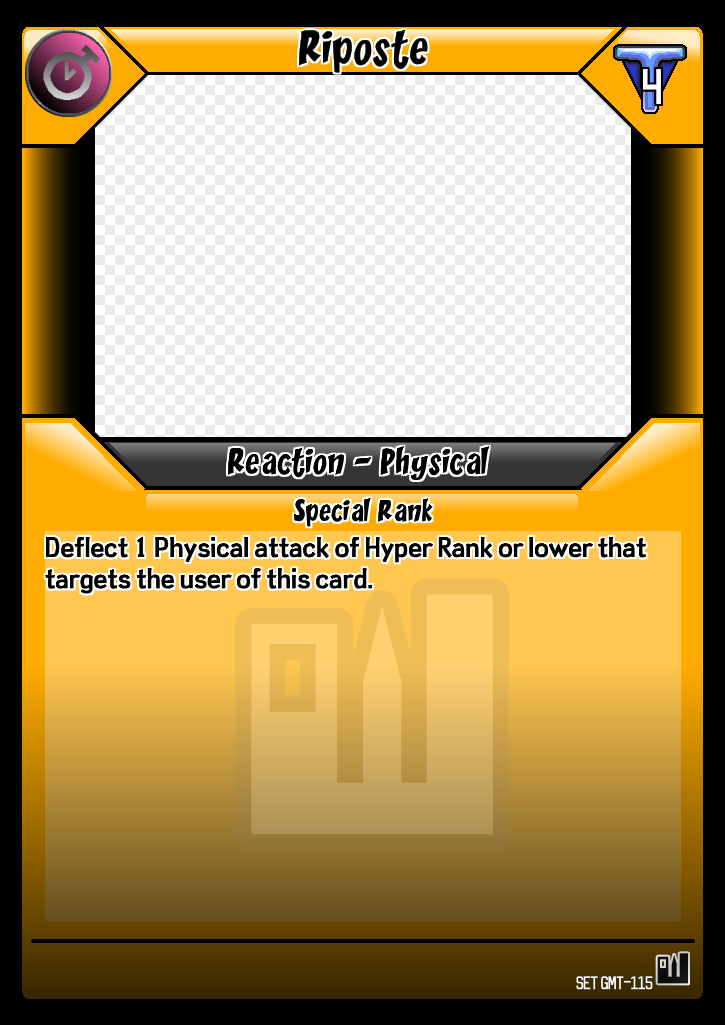 Riposte
4
Reaction - Physical
Special Rank
Deflect 1 Physical attack of Hyper Rank or lower that
targets the user of this card.
SET GMT-115